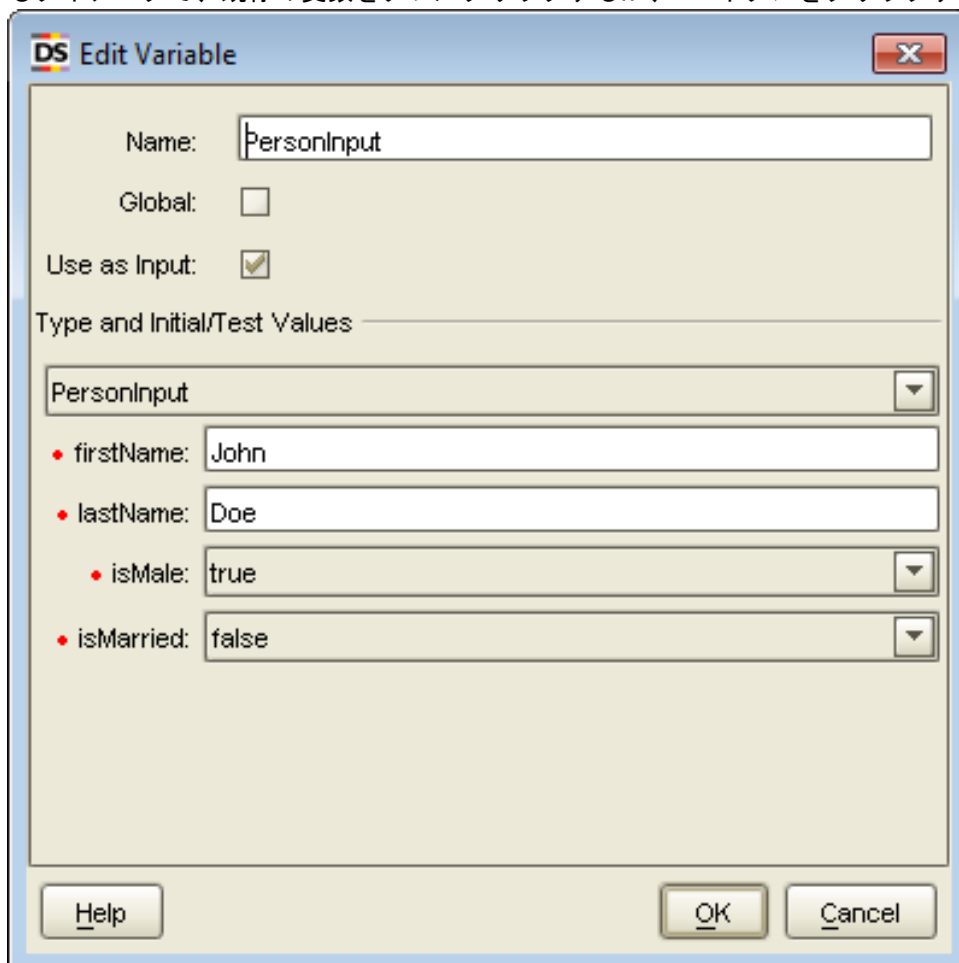 DS Edit Variable
Name: PersonInput
Global:
Use as Input:
Type and Initial/Test Values
PersonInput
firstName: John
lastName: Doe
isMale: true
isMarried: false
Help OK Cancel